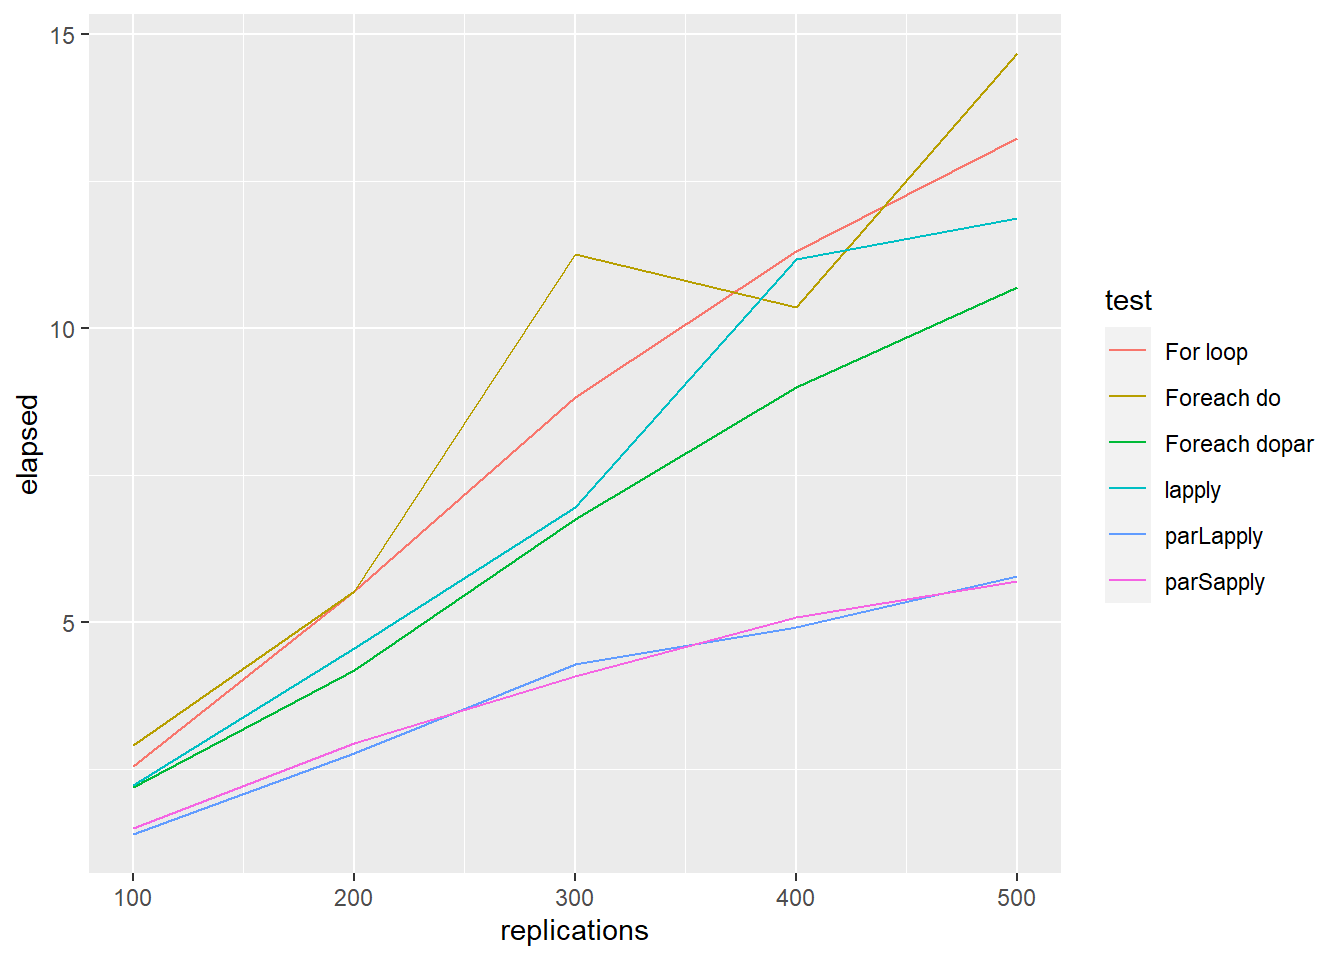 15
10
5
elapsed
100 200 300 400 500
replications
test
For loop
Foreach do
Foreach dopar
lapply
parLapply
parSapply